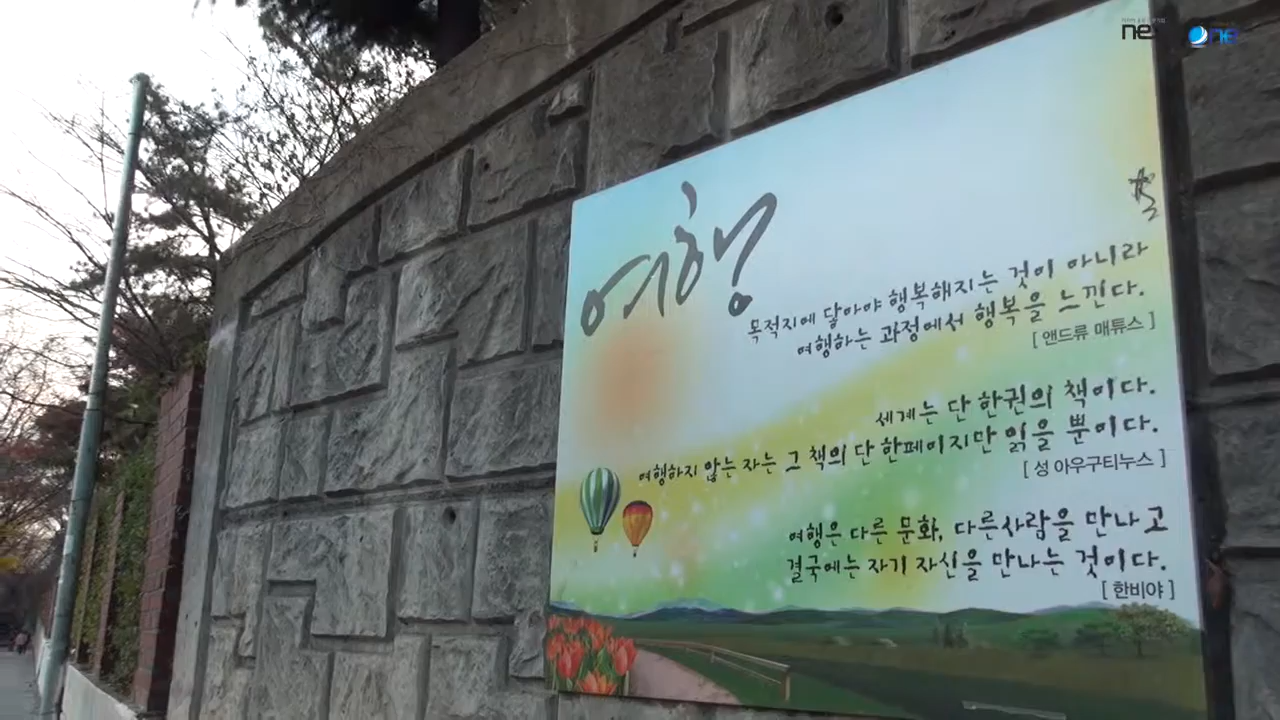 여행
목적지에 닿아야 행복해지는 것이 아니라
여행하는 과정에서 행복을 느낀다.
[ 앤드류 매튜스 ]
세계는 단 한권의 책이다.
여행하지 않는 자는 그 책의 단 한페이지만 읽을 뿐이다.
[ 성 아우구티누스 ]
여행은 다른 문화, 다른사람을 만나고
결국에는 자기 자신을 만나는 것이다.
[ 한비야 ]